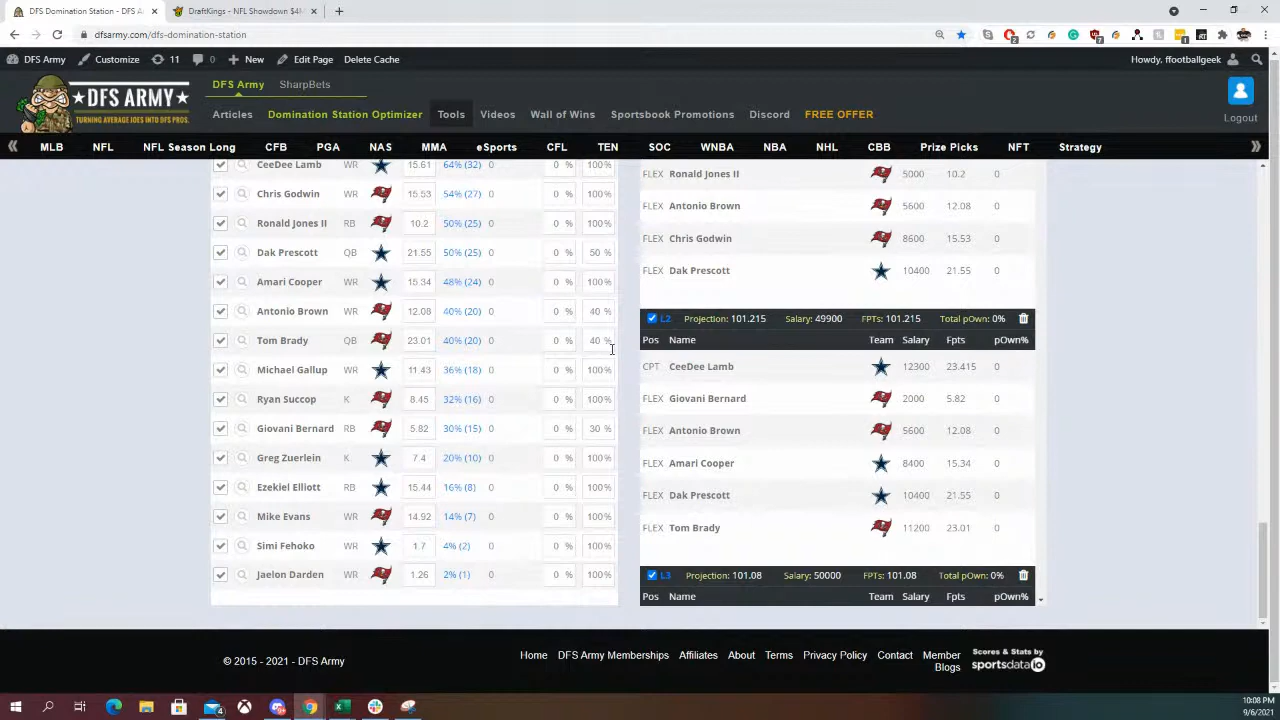 DFS Domination Station - DFS A
DraftKings - NFL Showdown $4
dfsarmy.com/dfs-domination-station
DFS Army Customize 11 0 New Edit Page Delete Cache Howdy, ffootballgeek
DFS ARMY
TURNING AVERAGE JOES INTO DFS PROS.
DFS Army SharpBets
Articles Domination Station Optimizer Tools Videos Wall of Wins Sportsbook Promotions Discord FREE OFFER Logout
MLB NFL NFL Season Long CFB PGA NAS MMA eSports CFL TEN SOC WNBA NBA NHL CBB Prize Picks NFT Strategy
CeeDee Lamb WR 15.61 64% (32) 0 0 % 100%
Chris Godwin WR 15.53 54% (27) 0 0 % 100%
Ronald Jones II RB 10.2 50% (25) 0 0 % 100%
Dak Prescott QB 21.55 50% (25) 0 0 % 50 %
Amari Cooper WR 15.34 48% (24) 0 0 % 100%
Antonio Brown WR 12.08 40% (20) 0 0 % 40 %
Tom Brady QB 23.01 40% (20) 0 0 % 40 %
Michael Gallup WR 11.43 36% (18) 0 0 % 100%
Ryan Succop K 8.45 32% (16) 0 0 % 100%
Giovani Bernard RB 5.82 30% (15) 0 0 % 30 %
Greg Zuerlein K 7.4 20% (10) 0 0 % 100%
Ezekiel Elliott RB 15.44 16% (8) 0 0 % 100%
Mike Evans WR 14.92 14% (7) 0 0 % 100%
Simi Fehoko WR 1.7 4% (2) 0 0 % 100%
Jaelon Darden WR 1.26 2% (1) 0 0 % 100%
FLEX Ronald Jones II 5000 10.2 0
FLEX Antonio Brown 5600 12.08 0
FLEX Chris Godwin 8600 15.53 0
FLEX Dak Prescott 10400 21.55 0
L2 Projection: 101.215 Salary: 49900 FPTs: 101.215 Total pOwn: 0%
Pos Name Team Salary Fpts pOwn%
CPT CeeDee Lamb 12300 23.415 0
FLEX Giovani Bernard 2000 5.82 0
FLEX Antonio Brown 5600 12.08 0
FLEX Amari Cooper 8400 15.34 0
FLEX Dak Prescott 10400 21.55 0
FLEX Tom Brady 11200 23.01 0
L3 Projection: 101.08 Salary: 50000 FPTs: 101.08 Total pOwn: 0%
Pos Name Team Salary Fpts pOwn%
© 2015 - 2021 - DFS Army
Home DFS Army Memberships Affiliates About Terms Privacy Policy Contact Member
Blogs
Scores & Stats by
sportsdataio
10:08 PM
9/6/2021